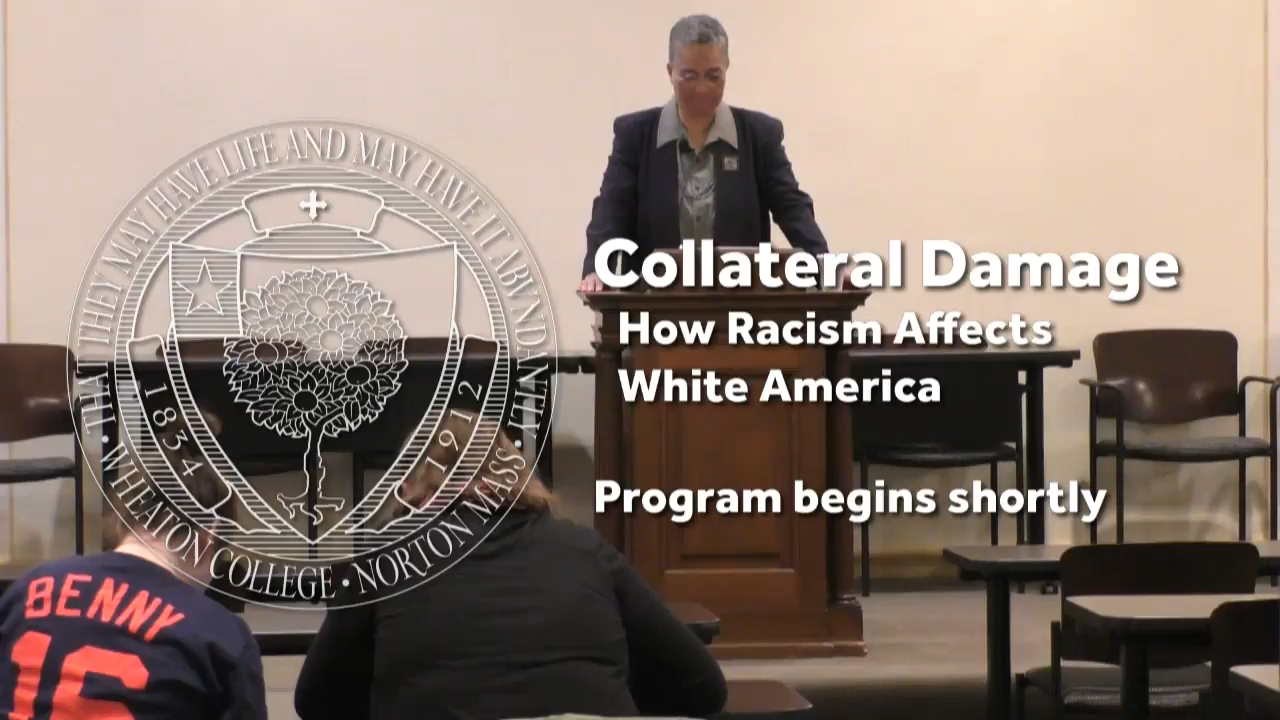 THAT THEY MAY HAVE LIFE AND MAY HAVE IT ABVNDANTLY
1834
1912
• WHEATON COLLEGE • NORTON MASS •
Collateral Damage
How Racism Affects
White America
Program begins shortly
BENNY
16